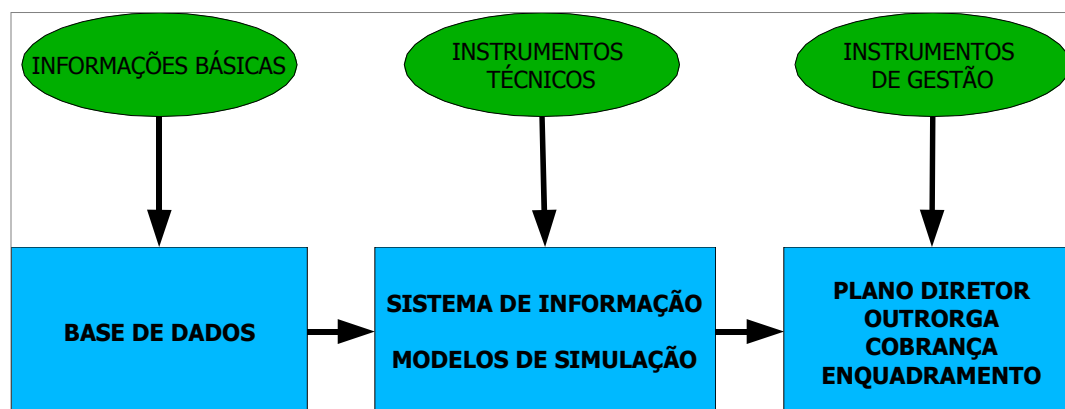 INFORMAÇÕES BÁSICAS
INSTRUMENTOS
TÉCNICOS
INSTRUMENTOS
DE GESTÃO
BASE DE DADOS
SISTEMA DE INFORMAÇÃO
MODELOS DE SIMULAÇÃO
PLANO DIRETOR
OUTRORGA
COBRANÇA
ENQUADRAMENTO